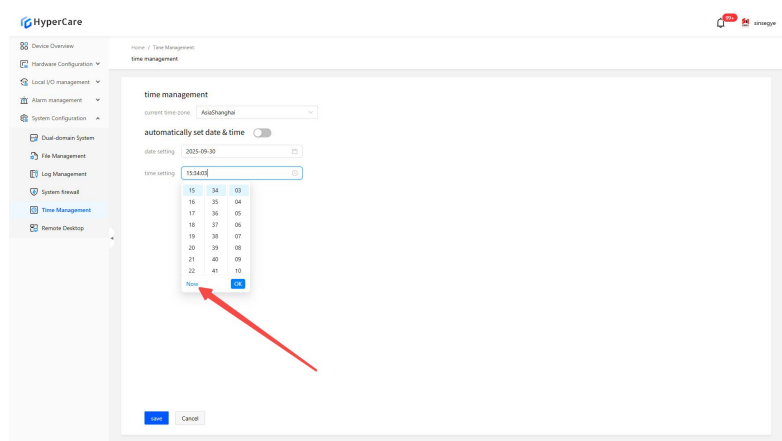 HyperCare
99+
sinsegye
Device Overview
Hardware Configuration
Local I/O management
Alarm management
System Configuration
Dual-domain System
File Management
Log Management
System firewall
Time Management
Remote Desktop
Home / Time Management
time management
time management
current time-zone AsiaShanghai
automatically set date & time
date setting 2025-09-30
time setting 15:34:03
15 34 03
16 35 04
17 36 05
18 37 06
19 38 07
20 39 08
21 40 09
22 41 10
Now OK
save Cancel